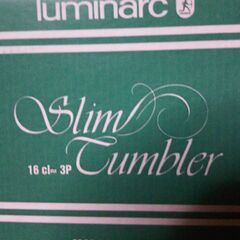 luminarc
Slim
16 cl~ 3P Tumbler